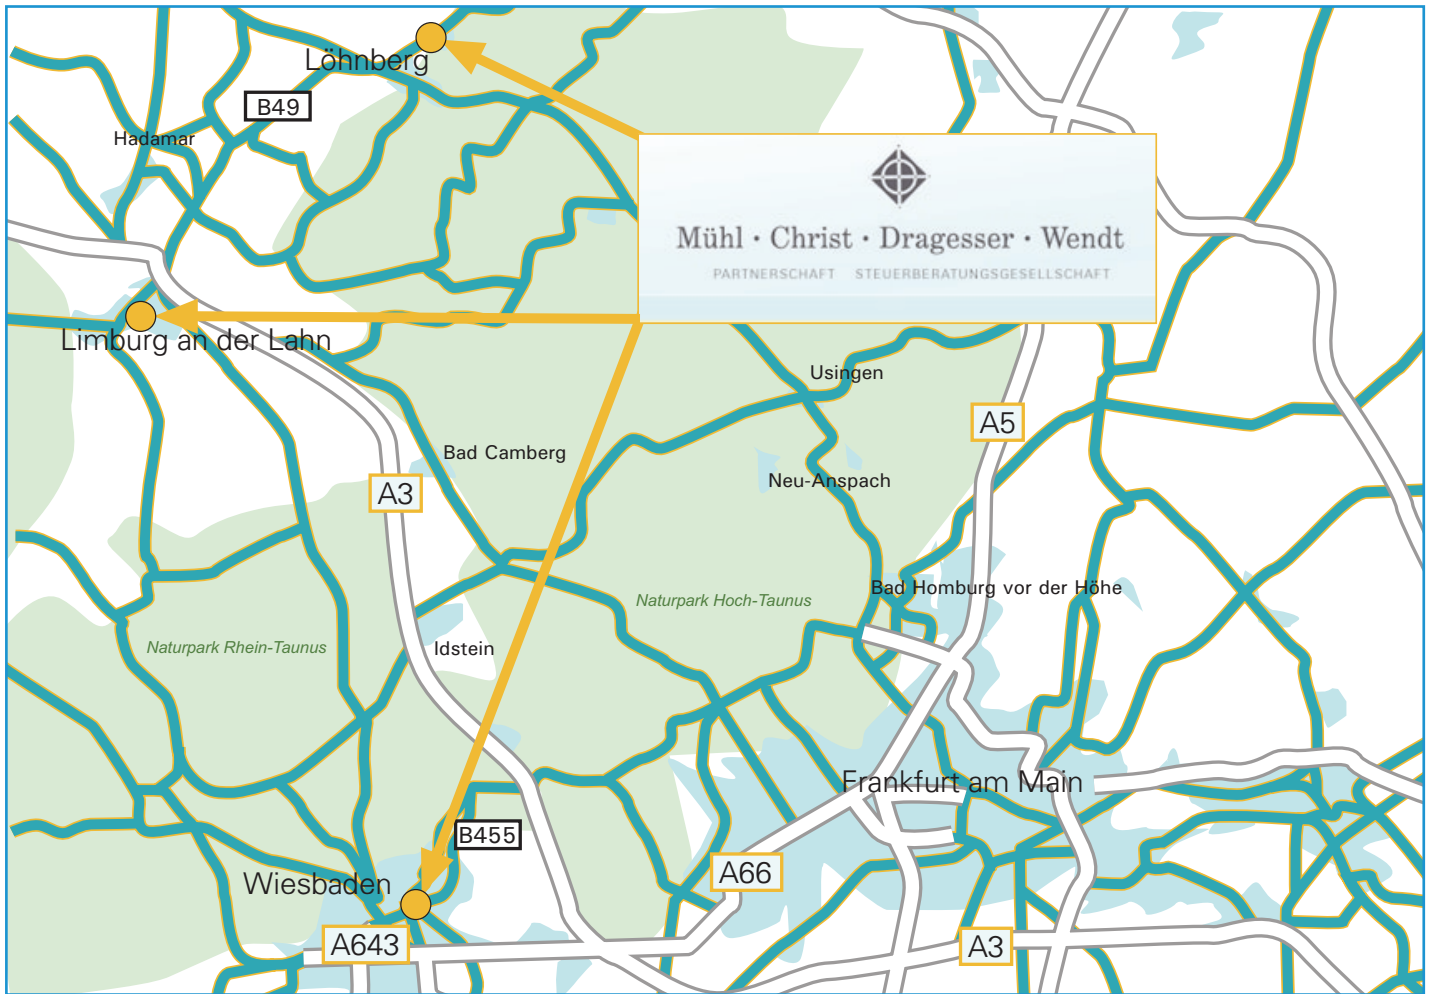 Löhnberg
B49
Hadamar
Mühl · Christ · Dragesser · Wendt
PARTNERSCHAFT STEUERBERATUNGSGESELLSCHAFT
Limburg an der Lahn
Usingen
A5
Bad Camberg
Neu-Anspach
A3
Bad Homburg vor der Höhe
Naturpark Hoch-Taunus
Naturpark Rhein-Taunus
Idstein
Frankfurt am Main
B455
A66
Wiesbaden
A643
A3